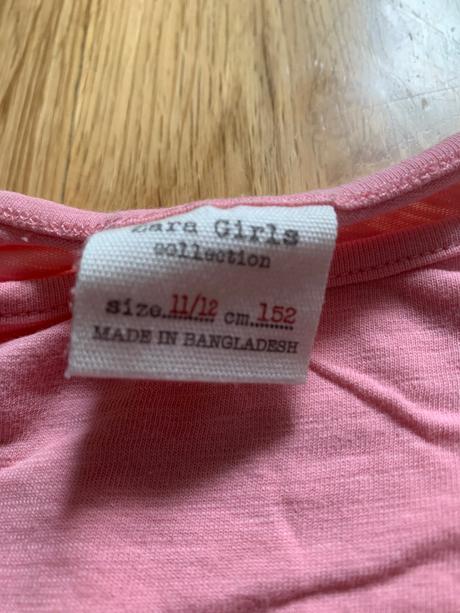 Zara Girls
collection
size 11/12 cm 152
MADE IN BANGLADESH